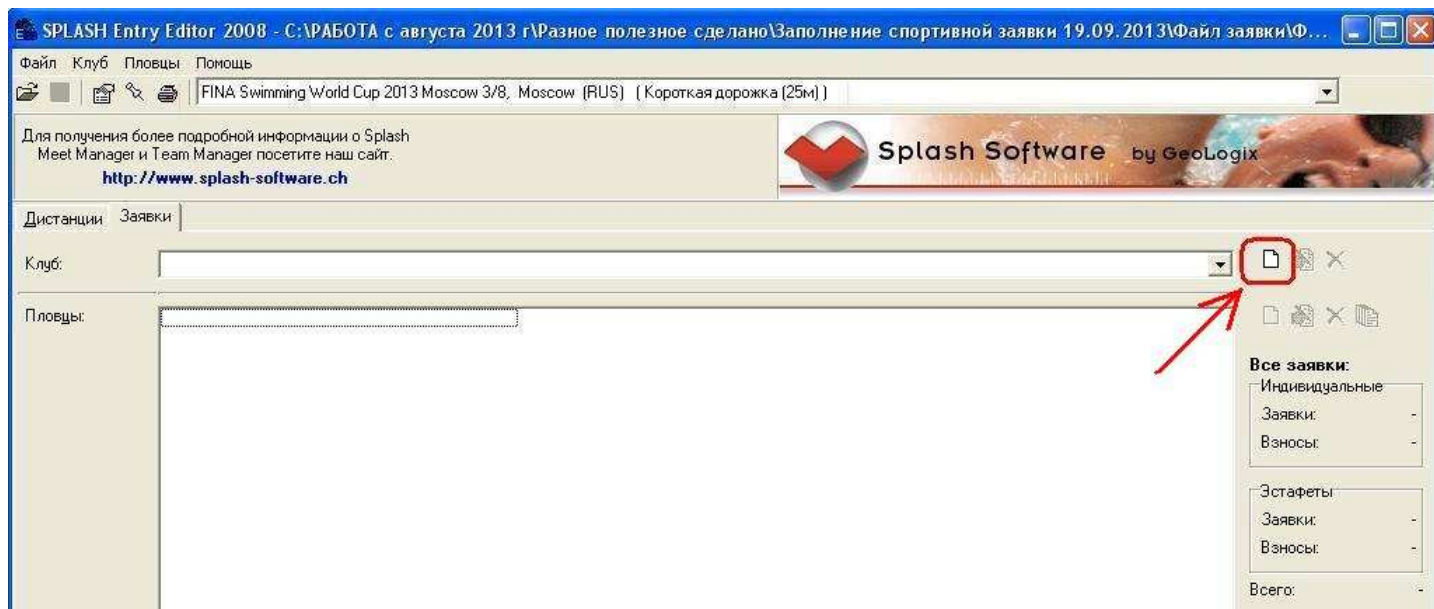 SPLASH Entry Editor 2008 - C:\РАБОТА с августа 2013 г\Разное полезное сделано\Заполнение спортивной заявки 19.09.2013\Файл заявки\Ф...
Файл Клуб Пловцы Помощь
FINA Swimming World Cup 2013 Moscow 3/8, Moscow (RUS) (Короткая дорожка (25м))
Для получения более подробной информации о Splash
Meet Manager и Team Manager посетите наш сайт.
http://www.splash-software.ch
Splash Software by GeoLogix
Дистанции Заявки
Клуб:
Пловцы:
Все заявки:
Индивидуальные
Заявки: -
Взносы: -
Эстафеты
Заявки: -
Взносы: -
Всего: -